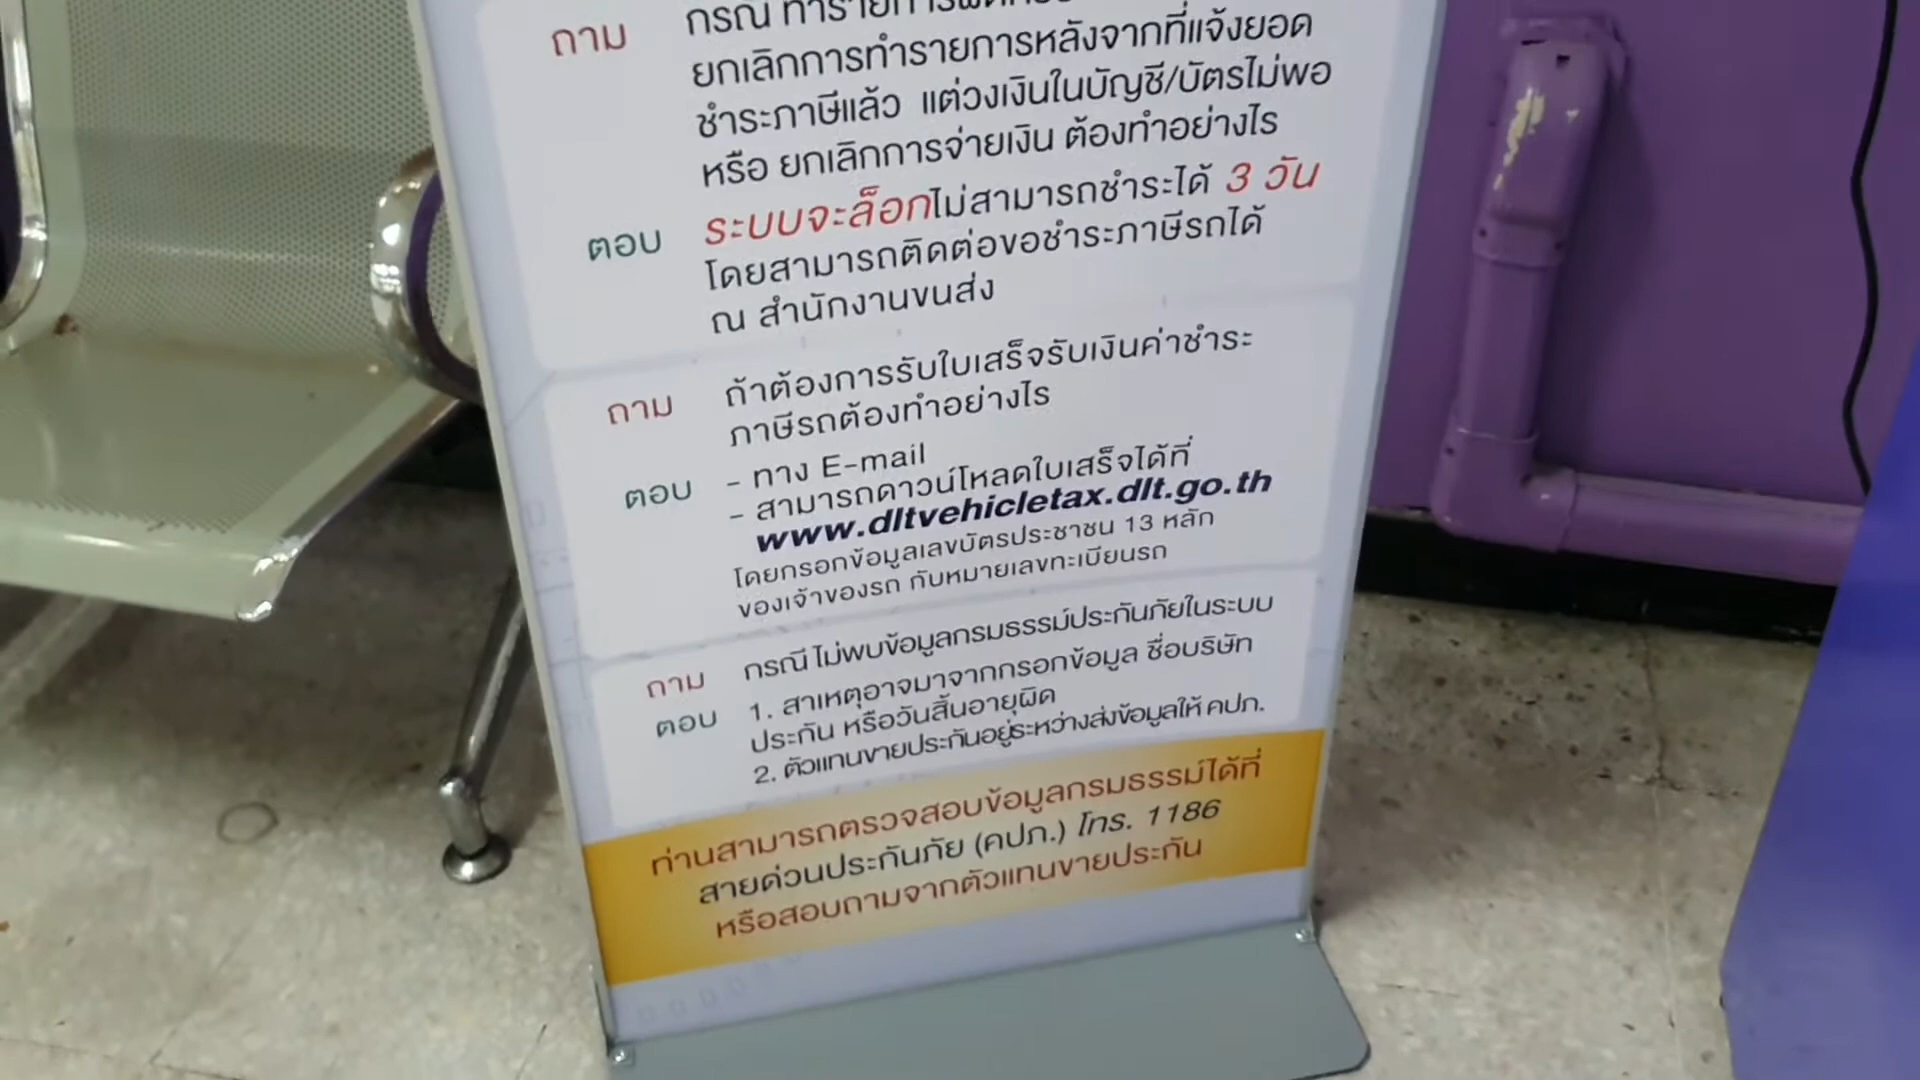 ถาม กรณี ทำรายการ
ยกเลิกการทำรายการหลังจากที่แจ้งยอด
ชำระภาษีแล้ว แต่วงเงินในบัญชี/บัตรไม่พอ
หรือ ยกเลิกการจ่ายเงิน ต้องทำอย่างไร
ตอบ ระบบจะล็อกไม่สามารถชำระได้ 3 วัน
โดยสามารถติดต่อขอชำระภาษีรถได้
ณ สำนักงานขนส่ง
ถาม ถ้าต้องการรับใบเสร็จรับเงินค่าชำระ
ภาษีรถต้องทำอย่างไร
ตอบ - ทาง E-mail
- สามารถดาวน์โหลดใบเสร็จได้ที่
www.dltvehicletax.dlt.go.th
โดยกรอกข้อมูลเลขบัตรประชาชน 13 หลัก
ของเจ้าของรถ กับหมายเลขทะเบียนรถ
ถาม กรณี ไม่พบข้อมูลกรมธรรม์ประกันภัยในระบบ
ตอบ 1. สาเหตุอาจมาจากกรอกข้อมูล ชื่อบริษัท
ประกัน หรือวันสิ้นอายุผิด
2. ตัวแทนขายประกันอยู่ระหว่างส่งข้อมูลให้ คปภ.
ท่านสามารถตรวจสอบข้อมูลกรมธรรม์ได้ที่
สายด่วนประกันภัย (คปภ.) โทร. 1186
หรือสอบถามจากตัวแทนขายประกัน